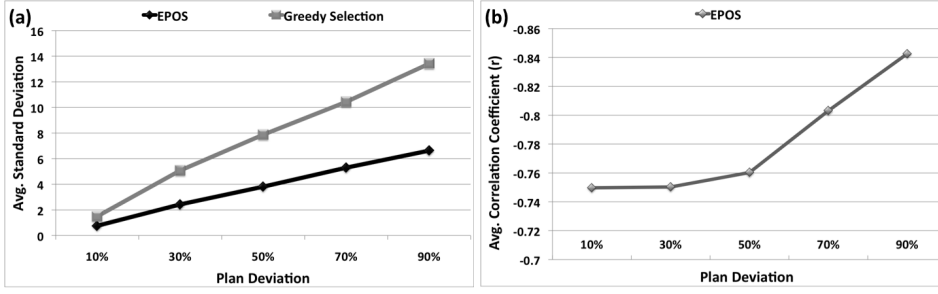 (a)
EPOS
Greedy Selection
Avg. Standard Deviation
16
14
12
10
8
6
4
2
0
10% 30% 50% 70% 90%
Plan Deviation
(b)
EPOS
Avg. Correlation Coefficient (r)
-0.86
-0.84
-0.82
-0.8
-0.78
-0.76
-0.74
-0.72
-0.7
10% 30% 50% 70% 90%
Plan Deviation